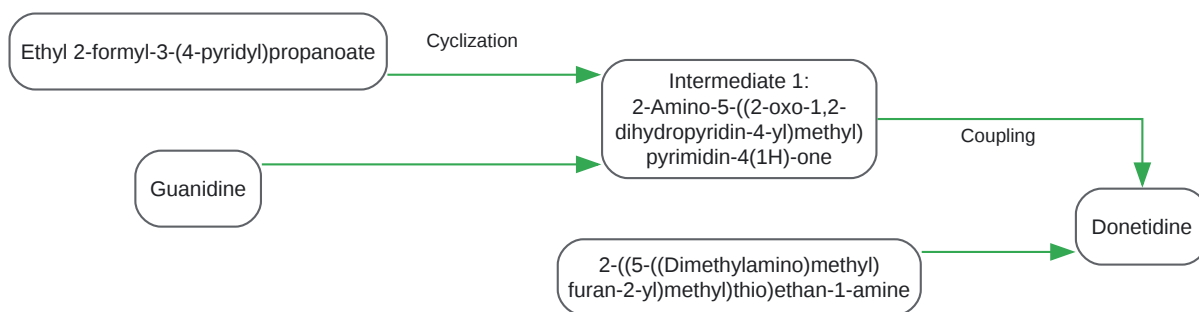 Ethyl 2-formyl-3-(4-pyridyl)propanoate
Cyclization
Intermediate 1:
2-Amino-5-((2-oxo-1,2-
dihydropyridin-4-yl)methyl)
pyrimidin-4(1H)-one
Coupling
Guanidine
Donetidine
2-((5-((Dimethylamino)methyl)
furan-2-yl)methyl)thio)ethan-1-amine